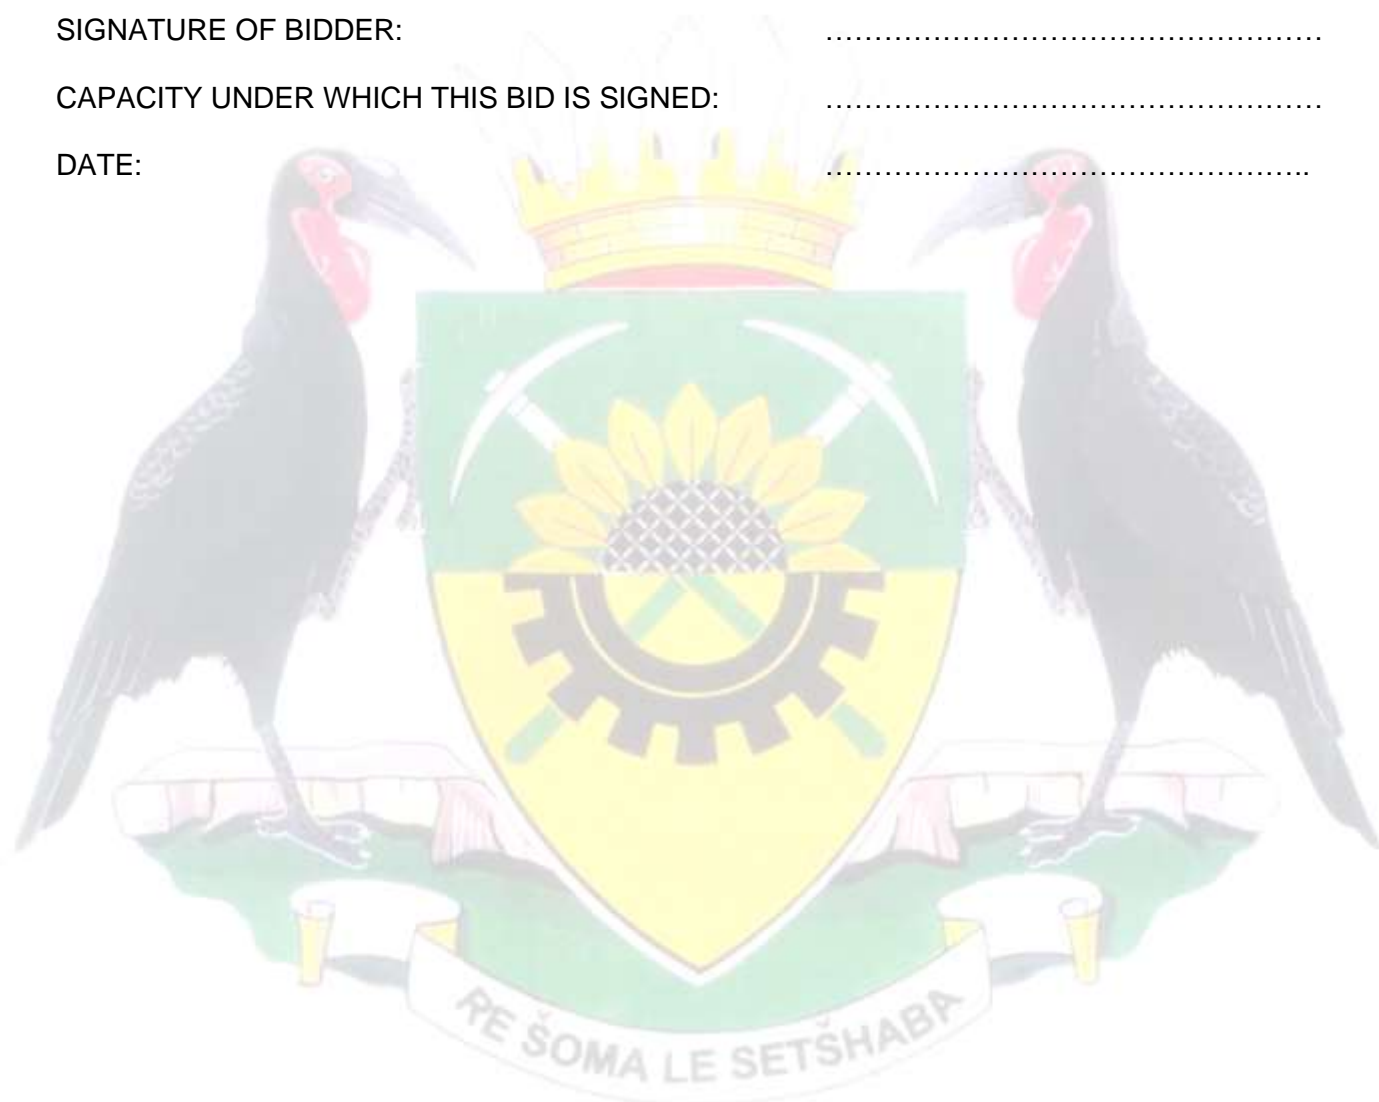 SIGNATURE OF BIDDER: ……………………………………………
CAPACITY UNDER WHICH THIS BID IS SIGNED: ……………………………………………
DATE: …………………………………………..
RE ŠOMA LE SETŠHABA